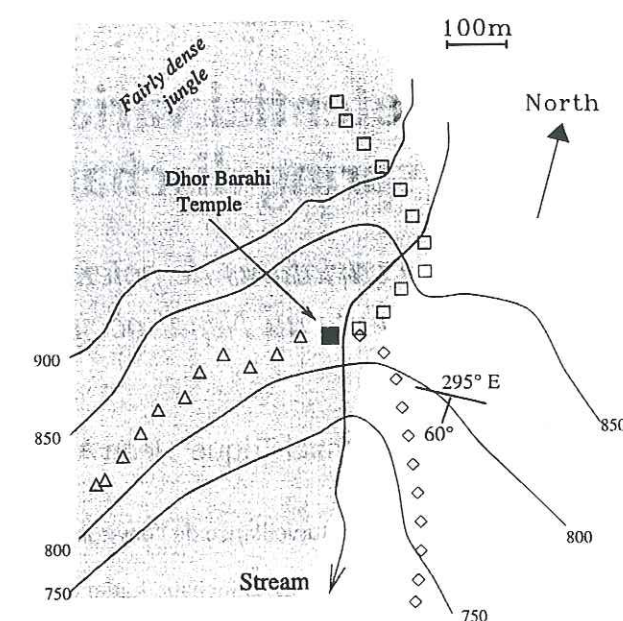 100m
Fairly dense
jungle
North
Dhor Barahi
Temple
900
295° E
60°
850
850
800
800
Stream
750
750